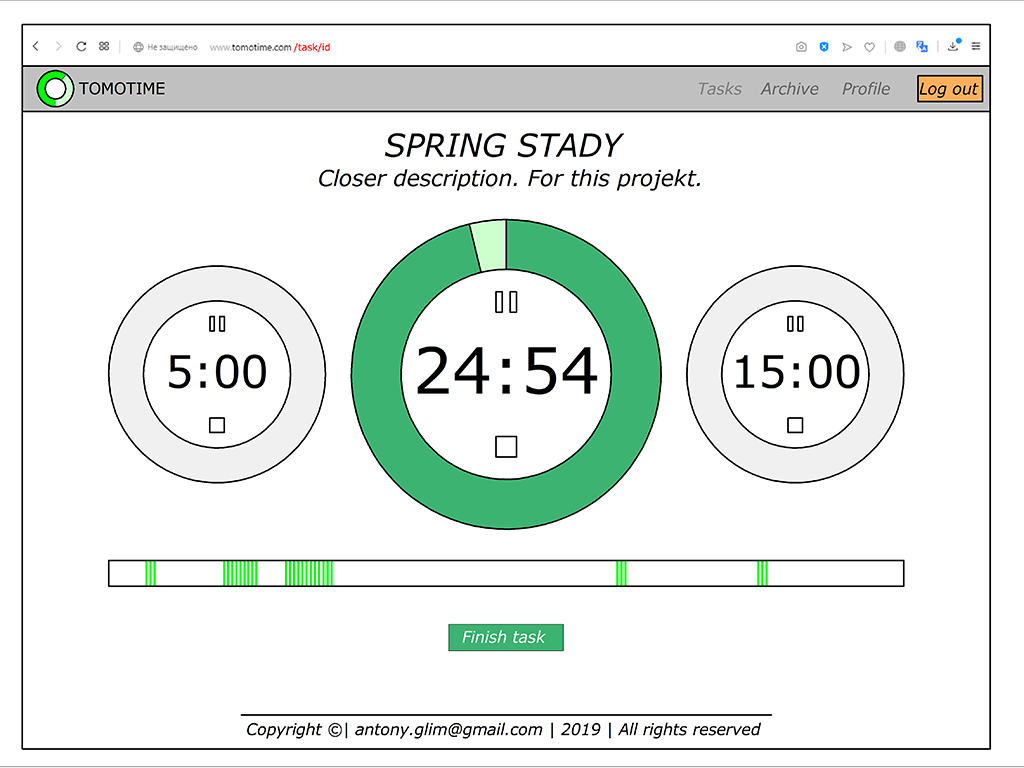 Не защищено www.tomotime.com /task/id
TOMOTIME Tasks Archive Profile Log out
SPRING STADY
Closer description. For this projekt.
5:00 24:54 15:00
Finish task
Copyright ©| antony.glim@gmail.com | 2019 | All rights reserved